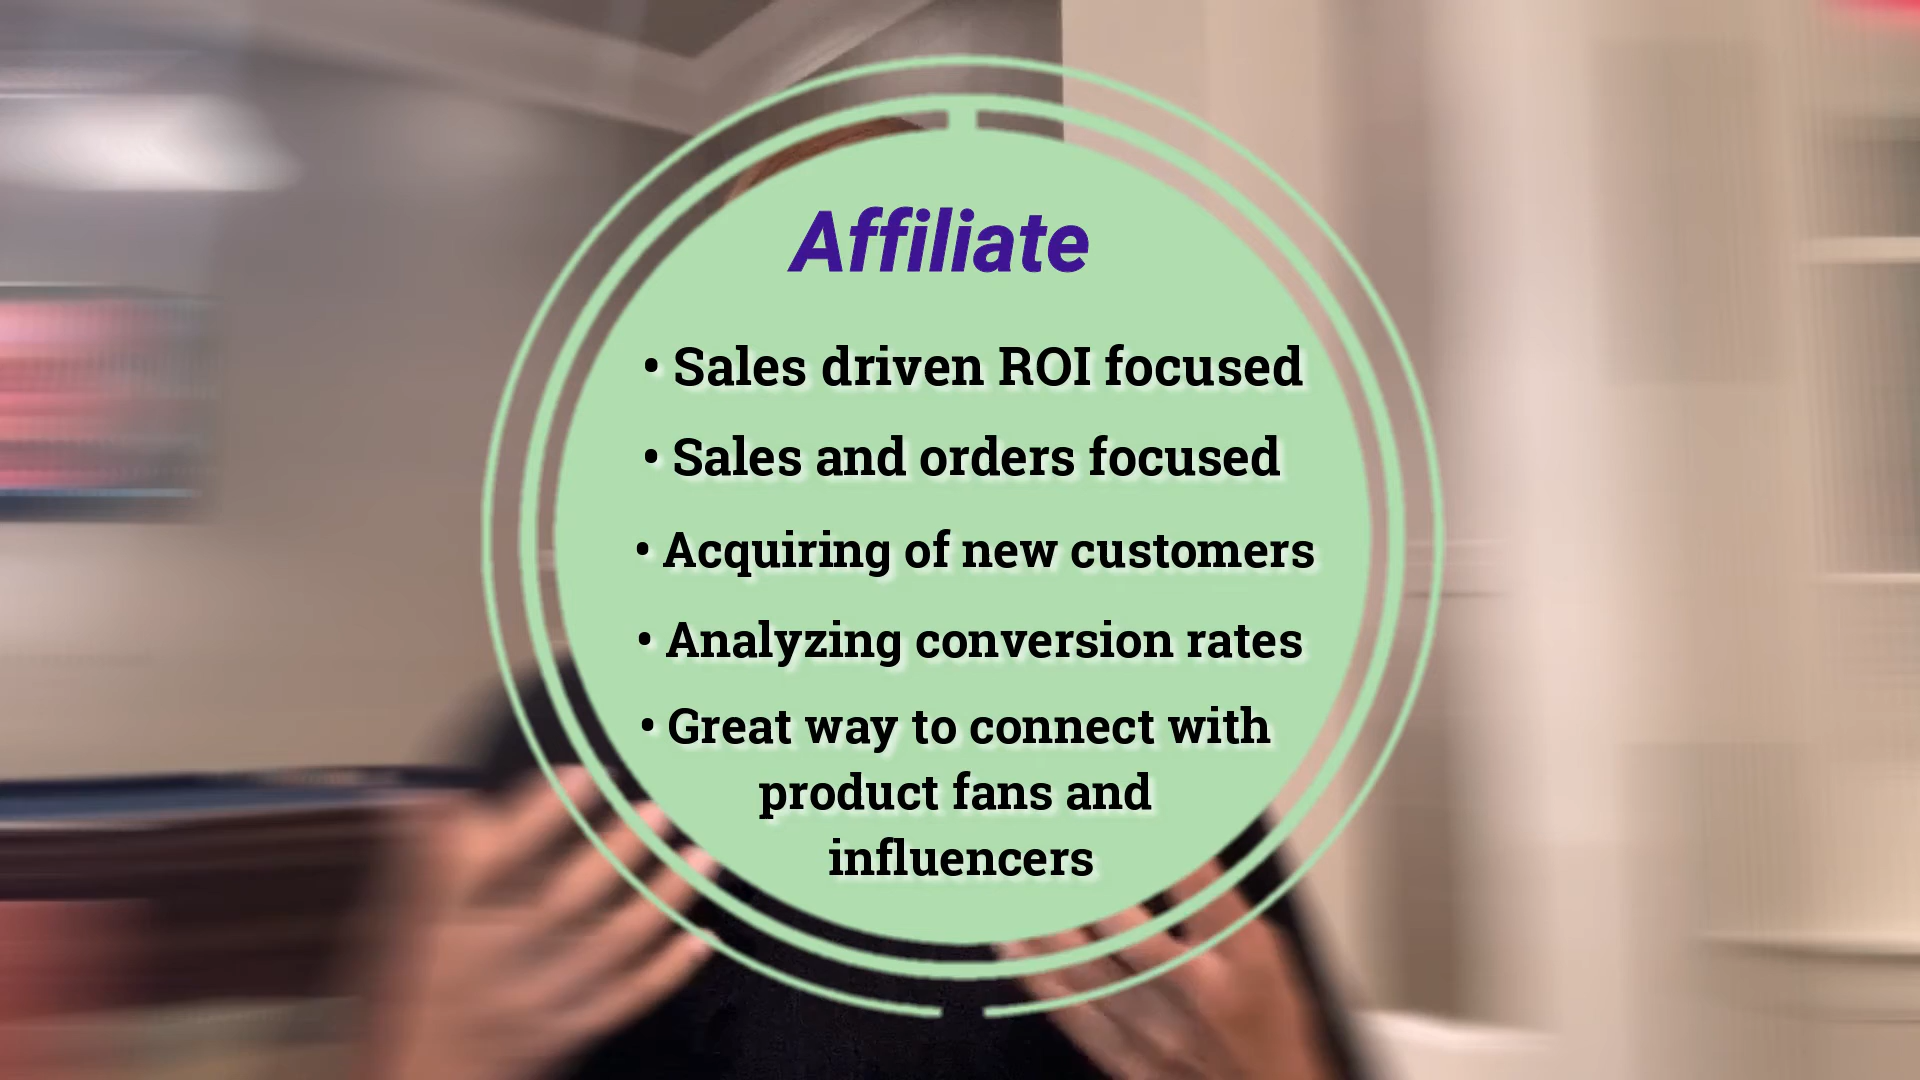 Affiliate
• Sales driven ROI focused
• Sales and orders focused
• Acquiring of new customers
• Analyzing conversion rates
• Great way to connect with
product fans and
influencers